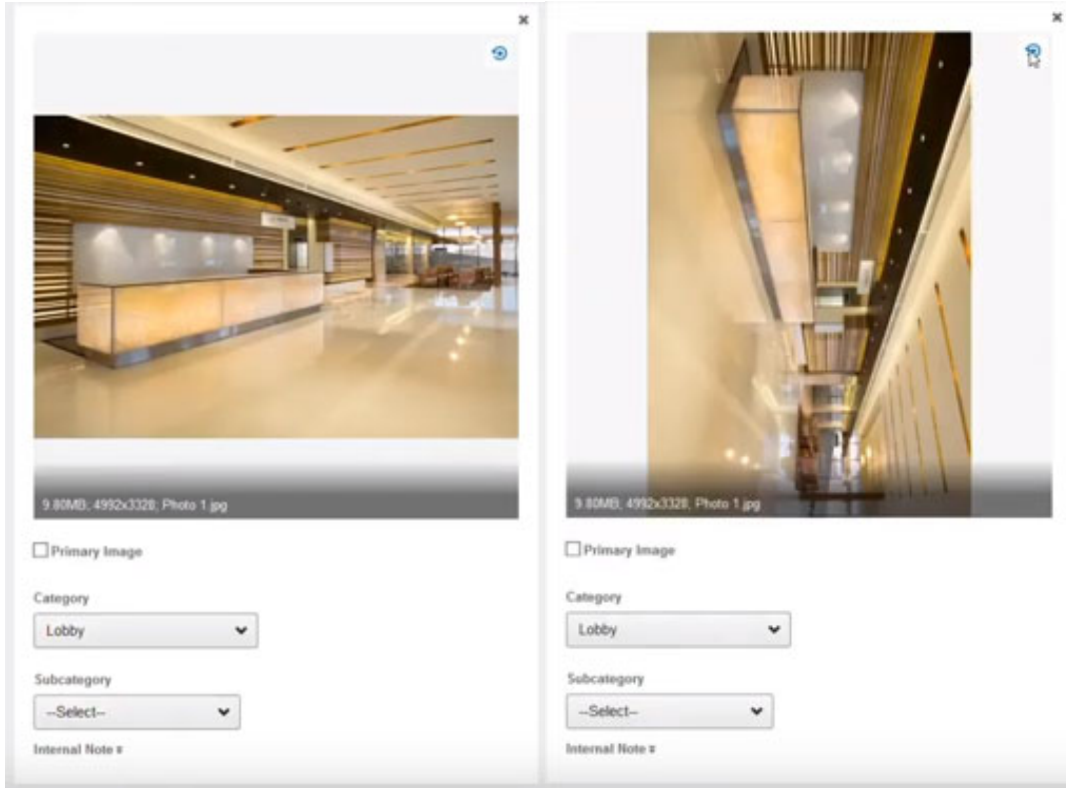 9.80MB; 4992x3328; Photo 1.jpg
Primary Image
Category
Lobby
Subcategory
--Select--
Internal Note
9.80MB; 4992x3328; Photo 1.jpg
Primary Image
Category
Lobby
Subcategory
--Select--
Internal Note